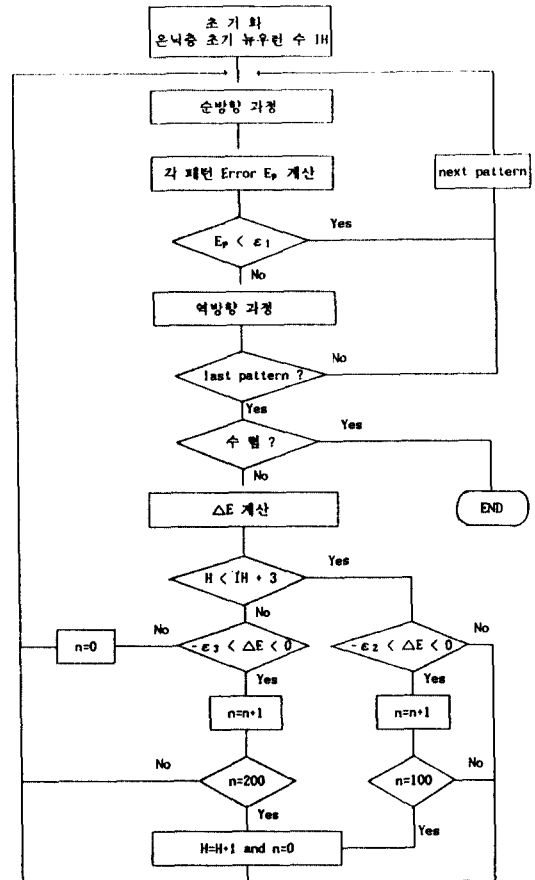 초 기 화
은닉층 초기 뉴우런 수 IH
순방향 과정
각 패턴 Error Eₚ 계산
next pattern
Eₚ < ε₁
Yes
No
역방향 과정
last pattern ?
No
Yes
수 렴 ?
Yes
No
END
△E 계산
H < IH + 3
Yes
No
n=0
No
-ε₃ < △E < 0
-ε₂ < △E < 0
No
Yes
Yes
n=n+1
n=n+1
No
n=200
n=100
No
Yes
Yes
H=H+1 and n=0